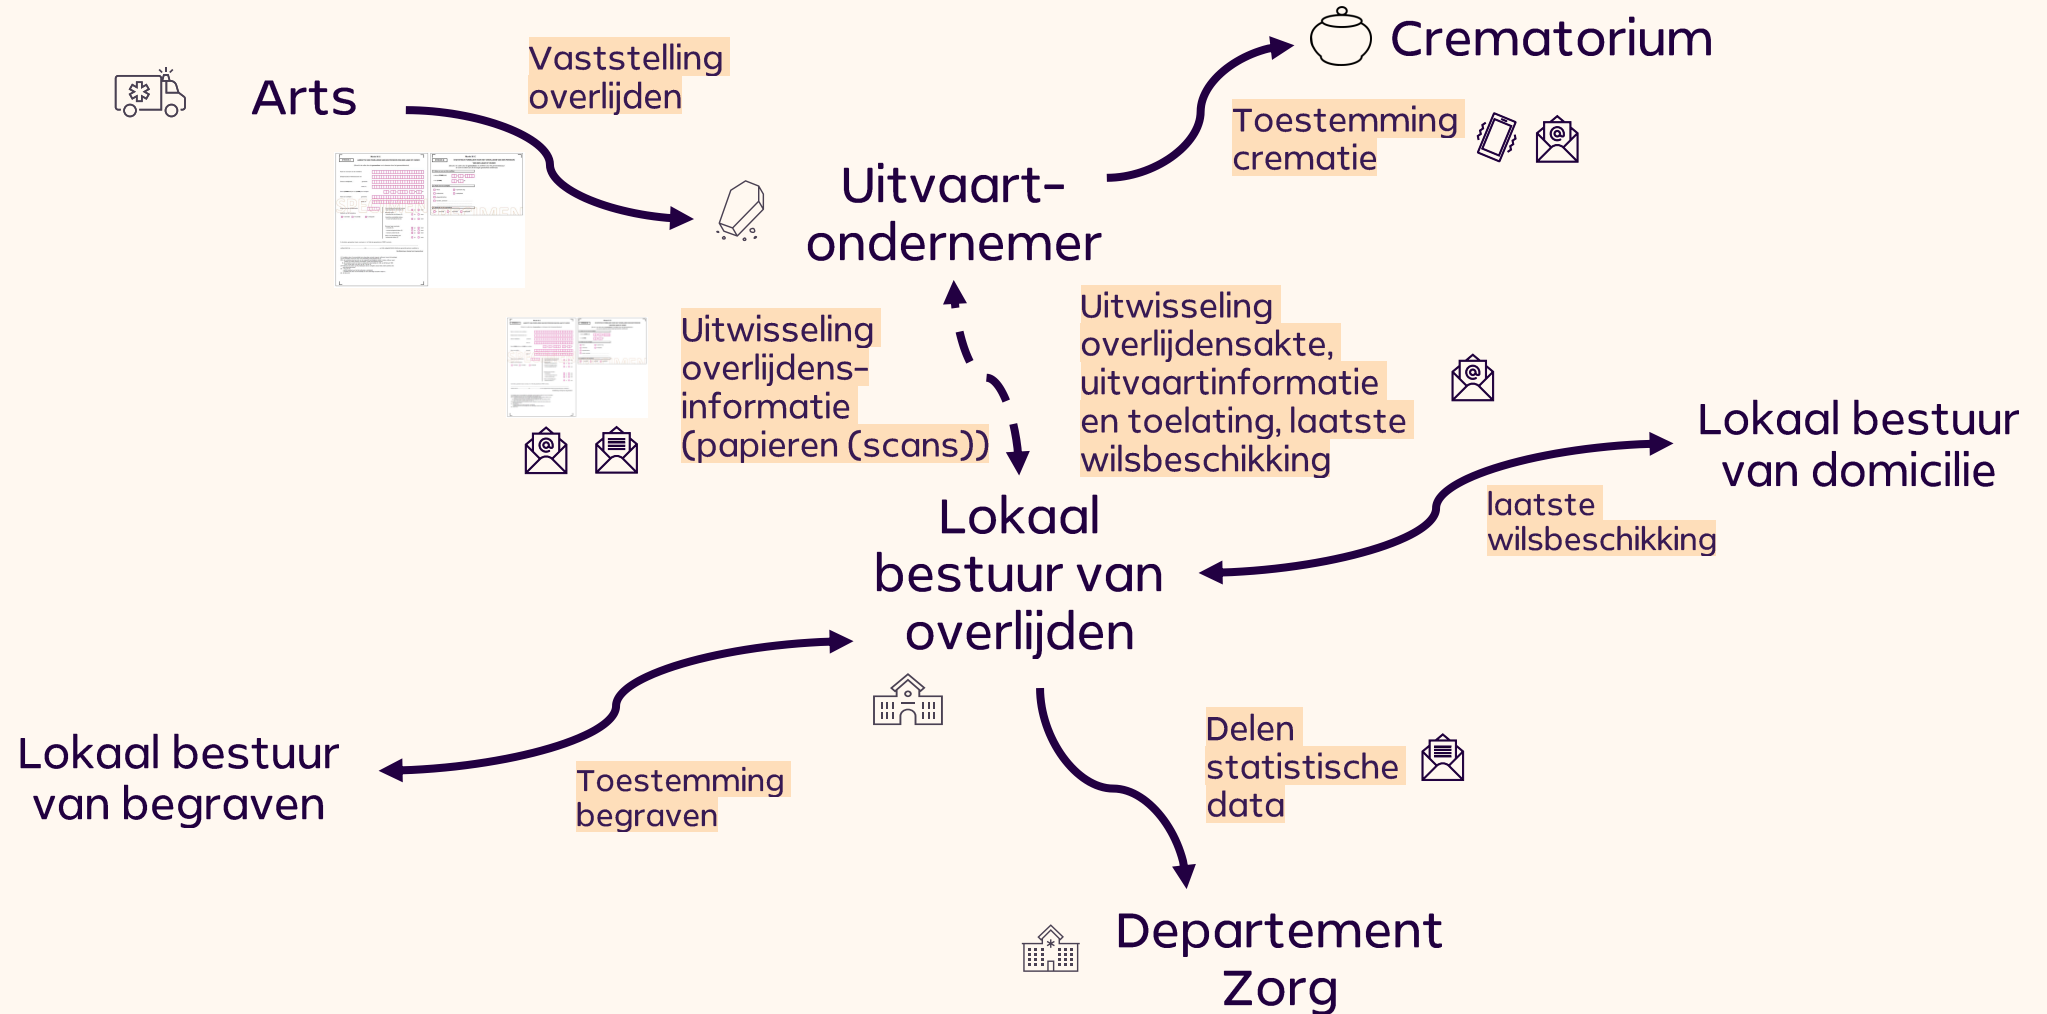 Crematorium
Arts
Vaststelling
overlijden
Toestemming
crematie
Uitvaart-
ondernemer
Uitwisseling
overlijdens-
informatie
(papieren (scans))
Uitwisseling
overlijdensakte,
uitvaartinformatie
en toelating, laatste
wilsbeschikking
Lokaal bestuur
van domicilie
laatste
wilsbeschikking
Lokaal
bestuur van
overlijden
Lokaal bestuur
van begraven
Toestemming
begraven
Delen
statistische
data
Departement
Zorg